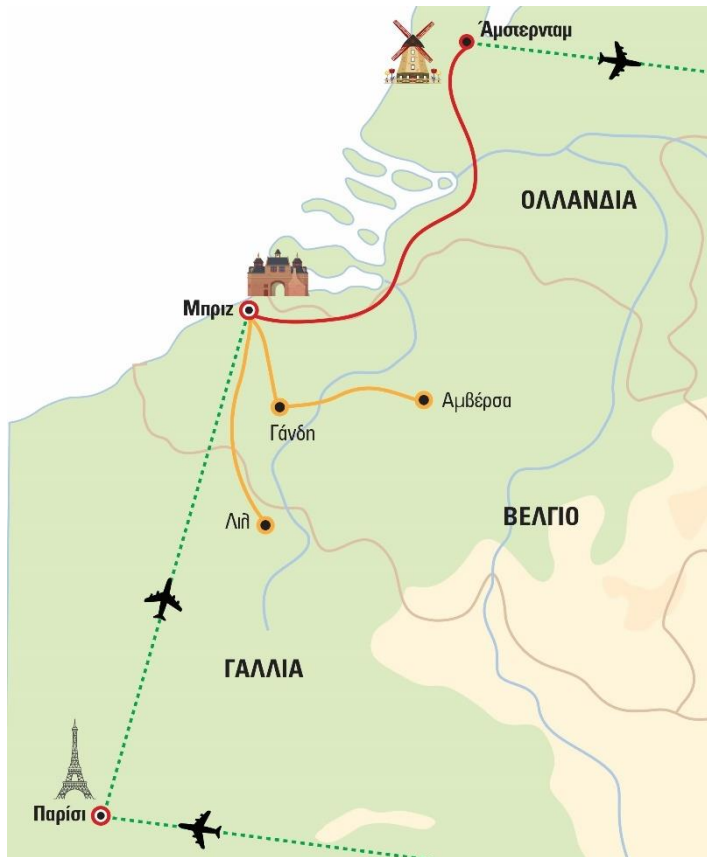 Άμστερνταμ
ΟΛΛΑΝΔΙΑ
Μπριζ
Αμβέρσα
Γάνδη
Λιλ
ΒΕΛΓΙΟ
ΓΑΛΛΙΑ
Παρίσι